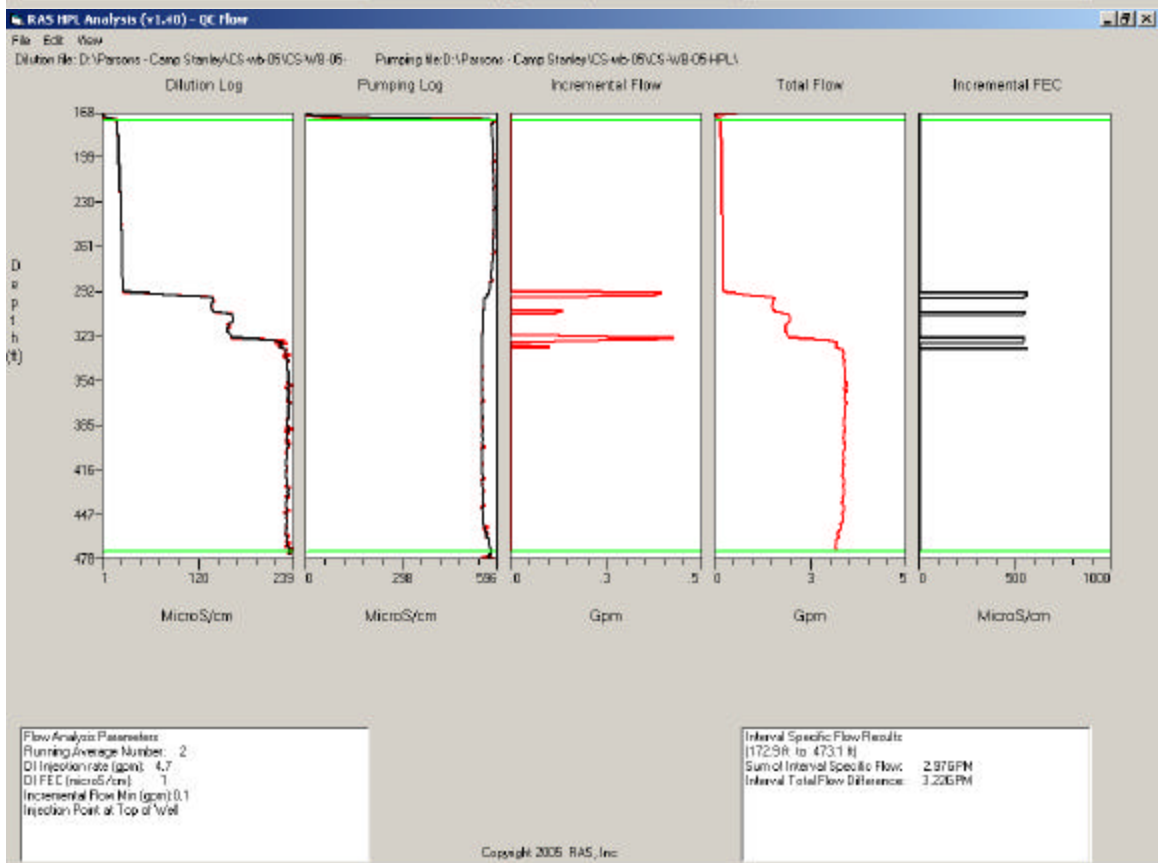 RAS HPL Analysis (v1.40) - QC Flow
File Edit View
Dilution file: D:\Parsons - Camp Stanley\CS-wb-05\CS-WB-05- Pumping file:D:\Parsons - Camp Stanley\CS-wb-05\CS-WB-05-HPL\
Dilution Log Pumping Log Incremental Flow Total Flow Incremental FEC
168
199
230
261
292
323
354
385
416
447
478
Depth (ft)
1 120 239 0 298 596 .0 .3 .5 0 3 5 0 500 1000
MicroS/cm MicroS/cm Gpm Gpm MicroS/cm
Flow Analysis Parameters
Running Average Number: 2
DI Injection rate (gpm): 4.7
DI FEC (microS/cm): 1
Incremental Flow Min (gpm):0.1
Injection Point at Top of Well
Interval Specific Flow Results
(172.9ft to 473.1 ft)
Sum of Interval Specific Flow: 2.97GPM
Interval Total Flow Difference: 3.22GPM
Copyright 2005 RAS, Inc